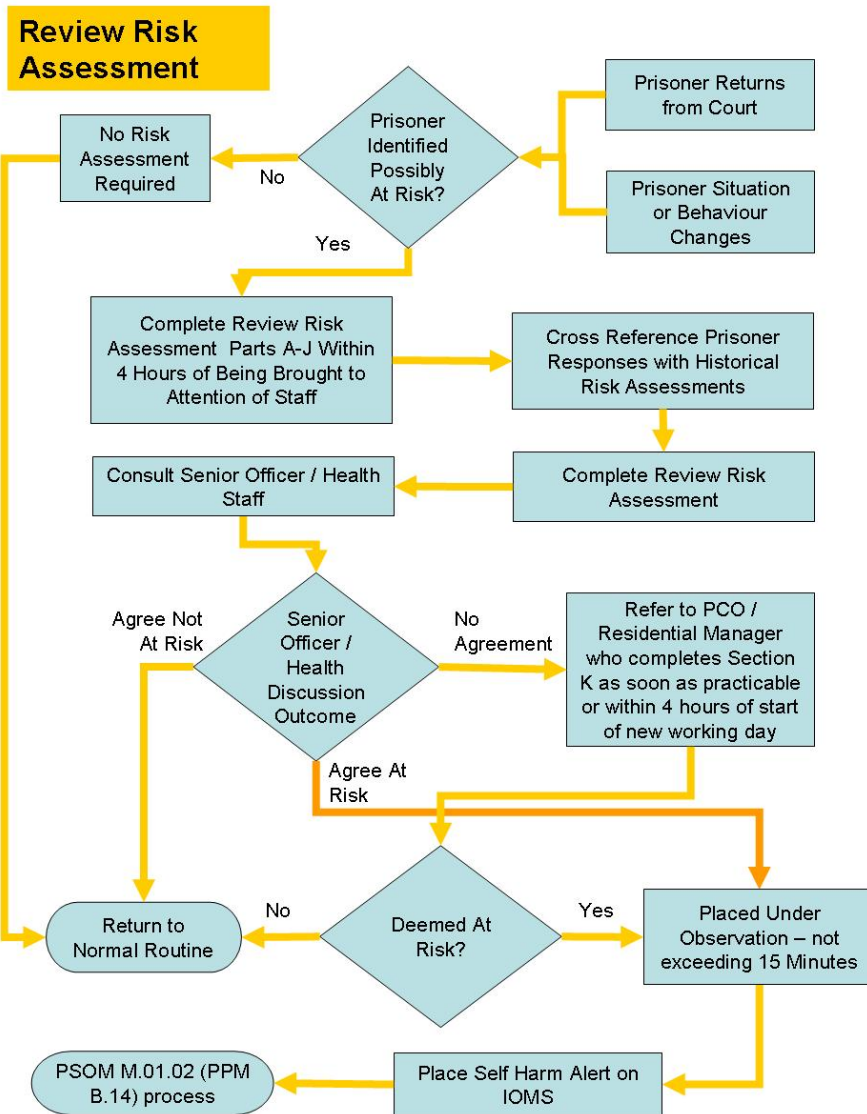 Review Risk
Assessment
Prisoner
Identified
Possibly
At Risk?
Prisoner Returns
from Court
Prisoner Situation
or Behaviour
Changes
No Risk
Assessment
Required
No
Yes
Complete Review Risk
Assessment Parts A-J Within
4 Hours of Being Brought to
Attention of Staff
Cross Reference Prisoner
Responses with Historical
Risk Assessments
Complete Review Risk
Assessment
Consult Senior Officer / Health
Staff
Senior
Officer /
Health
Discussion
Outcome
Agree Not
At Risk
No
Agreement
Refer to PCO /
Residential Manager
who completes Section
K as soon as practicable
or within 4 hours of start
of new working day
Agree At
Risk
Deemed At
Risk?
No
Yes
Return to
Normal Routine
Placed Under
Observation – not
exceeding 15 Minutes
Place Self Harm Alert on
IOMS
PSOM M.01.02 (PPM
B.14) process